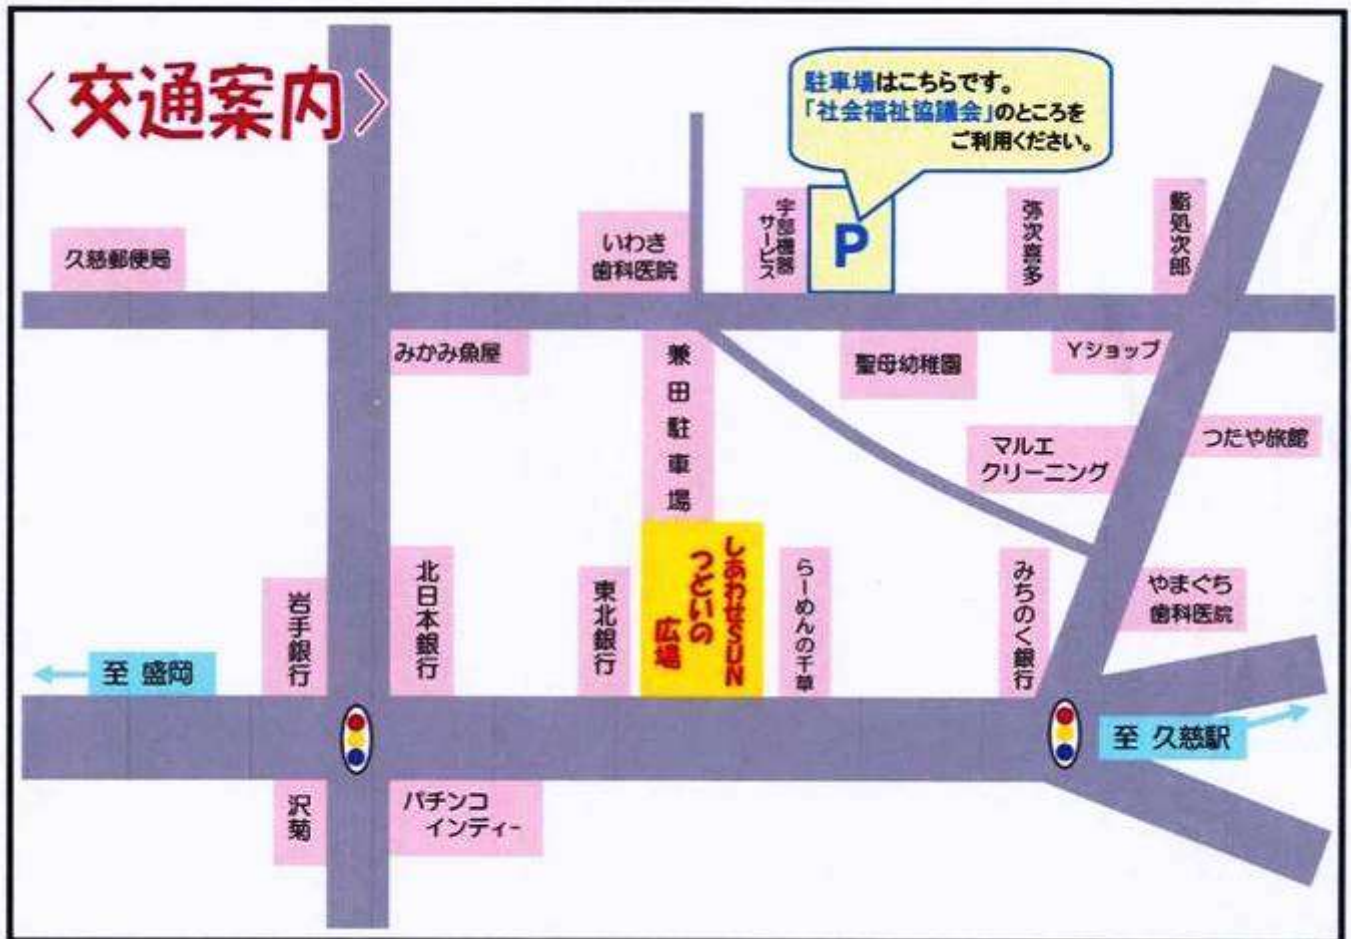 〈交通案内〉
駐車場はこちらです。
「社会福祉協議会」のところを
ご利用ください。
久慈郵便局
いわき
歯科医院
宇部機器
サービス
P
弥次喜多
鮨処次郎
みかみ魚屋
兼田駐車場
聖母幼稚園
Yショップ
マルエ
クリーニング
つたや旅館
岩手銀行
北日本銀行
東北銀行
しあわせSUN
つどいの
広場
らーめんの千草
みちのく銀行
やまぐち
歯科医院
至 盛岡
至 久慈駅
沢菊
パチンコ
インディー